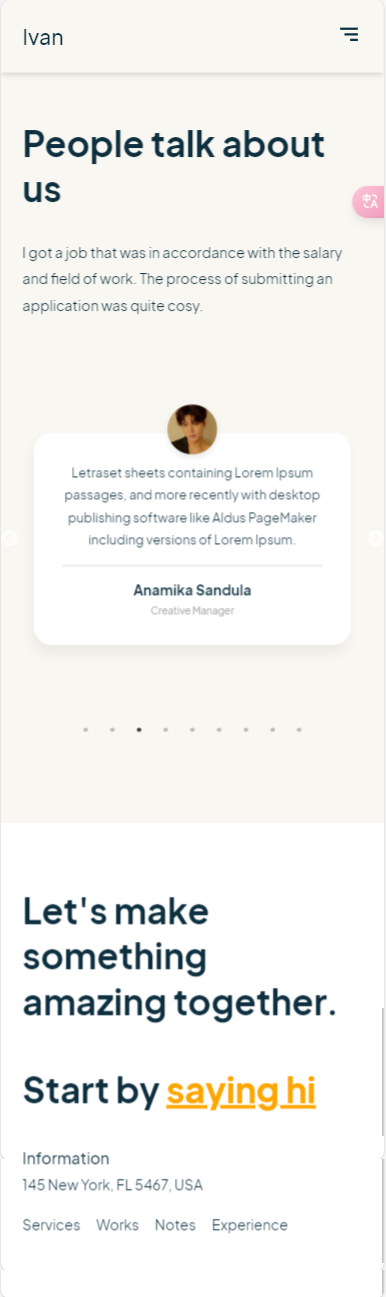 Ivan
People talk about
us
I got a job that was in accordance with the salary
and field of work. The process of submitting an
application was quite cosy.
Letraset sheets containing Lorem Ipsum
passages, and more recently with desktop
publishing software like Aldus PageMaker
including versions of Lorem Ipsum.
Anamika Sandula
Creative Manager
Let's make
something
amazing together.
Start by saying hi
Information
145 New York, FL 5467, USA
Services Works Notes Experience